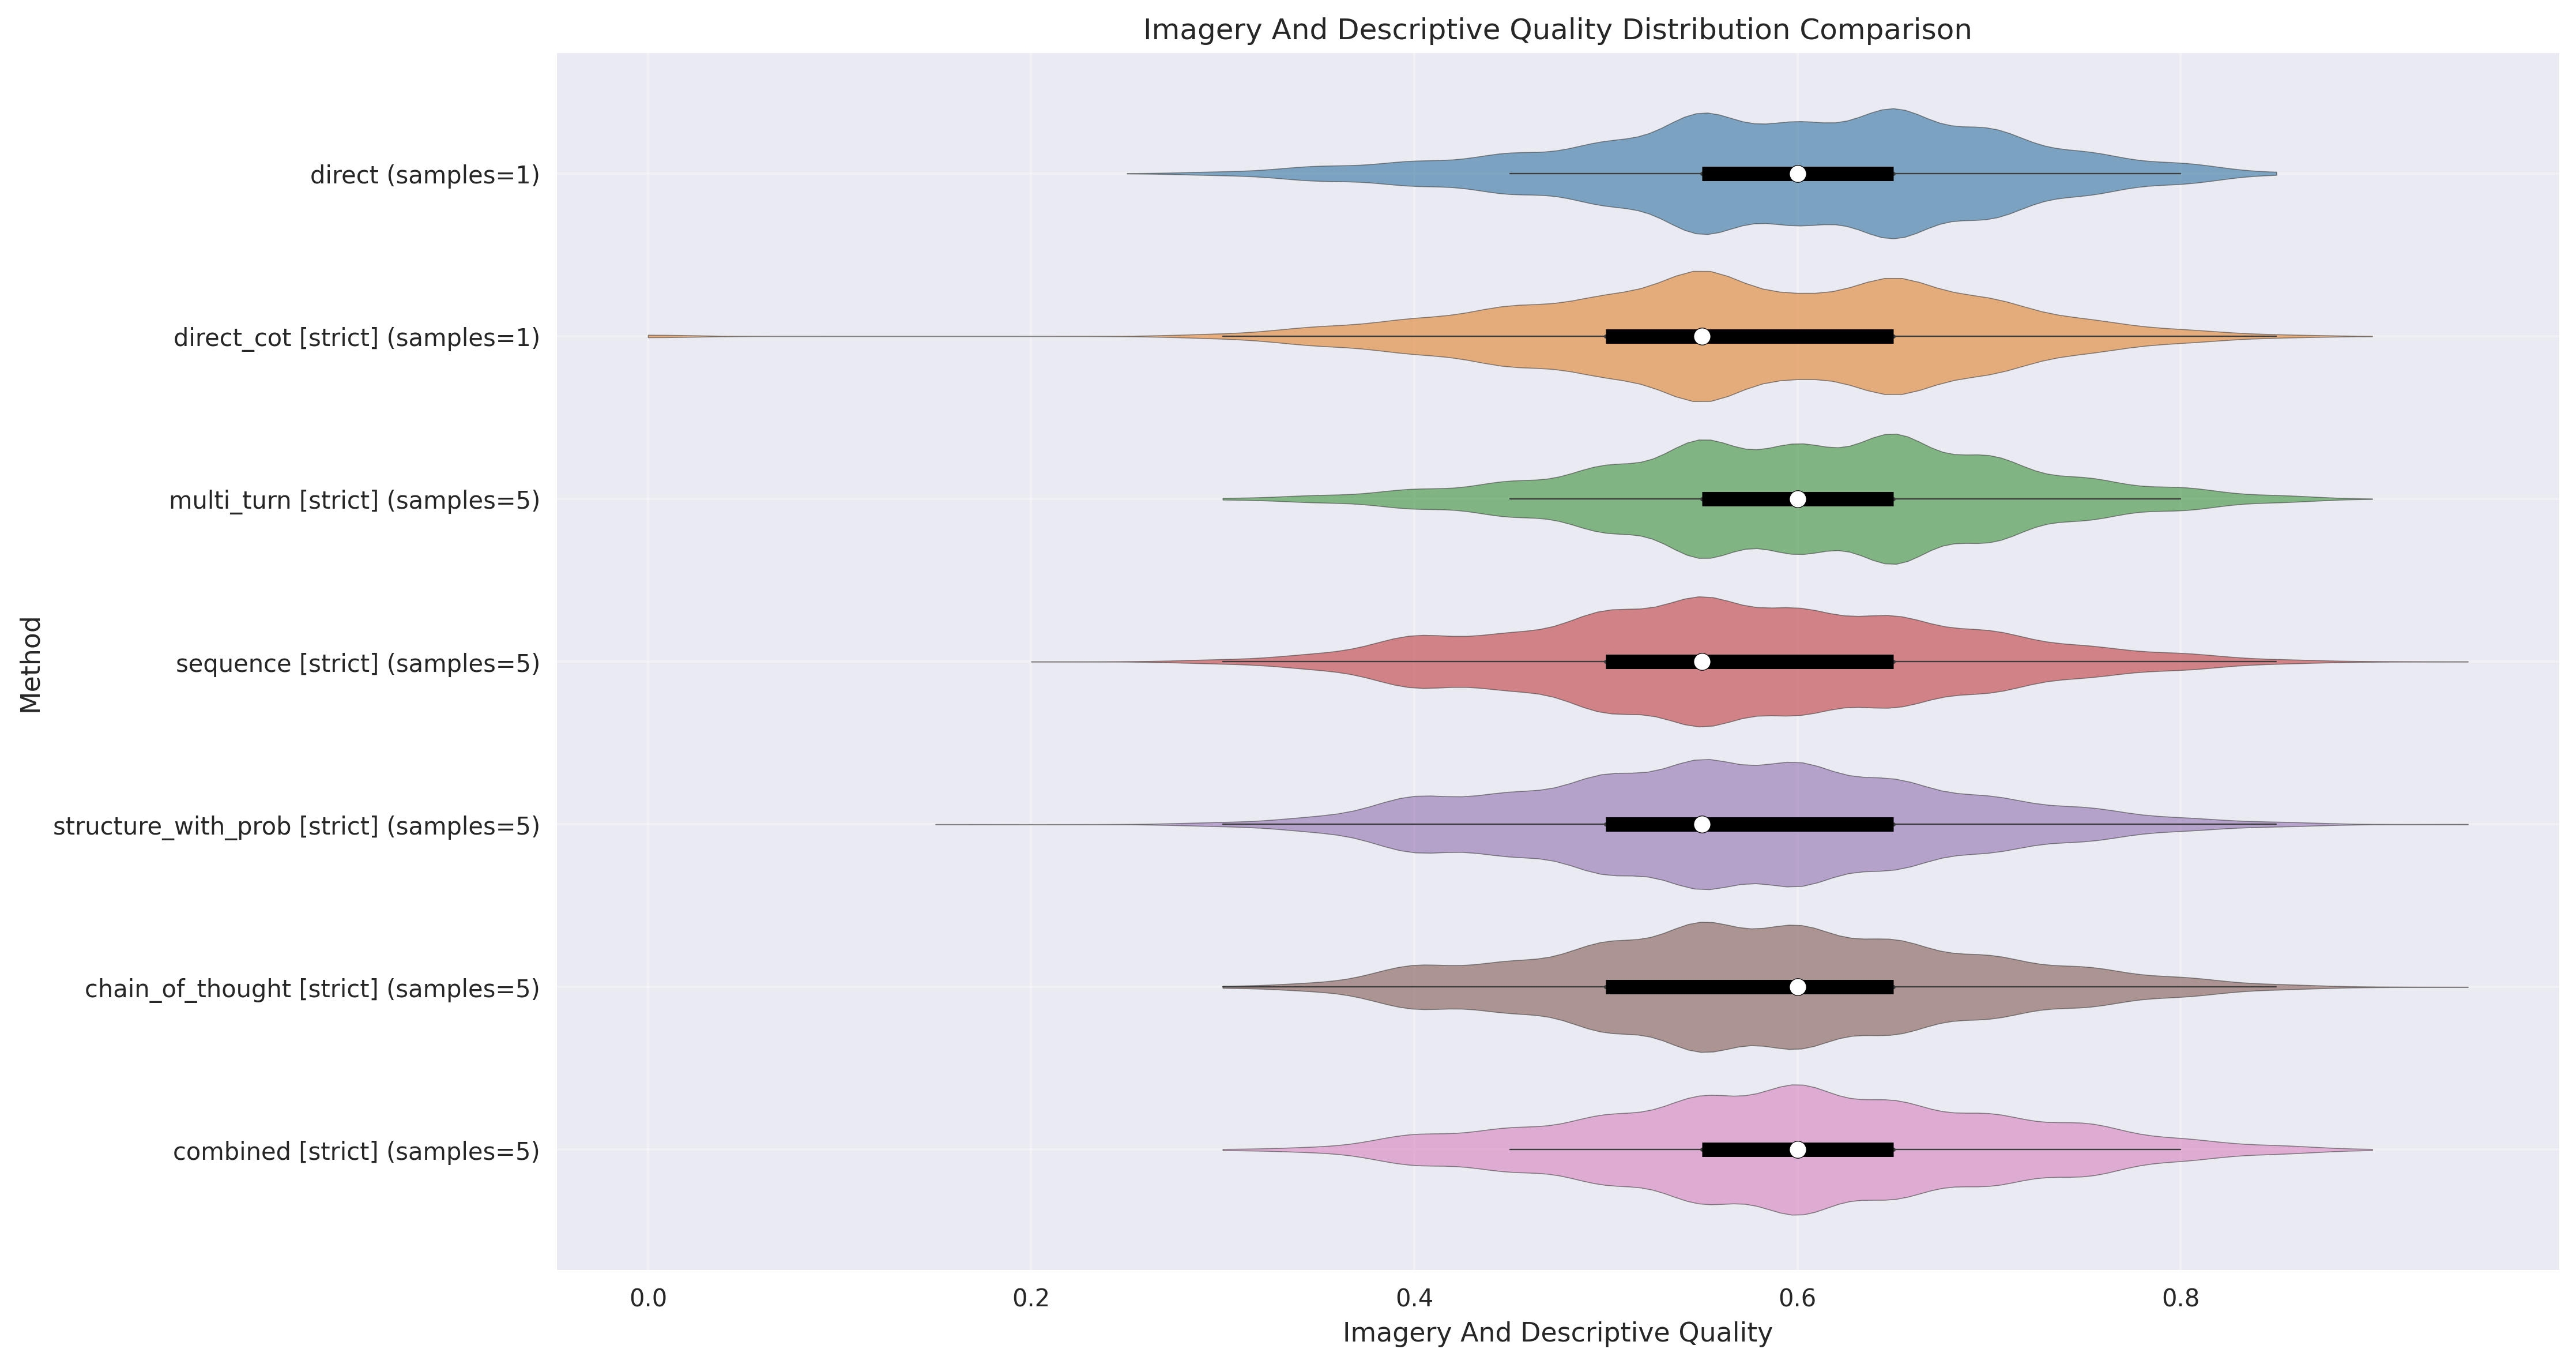 Imagery And Descriptive Quality Distribution Comparison
direct (samples=1)
direct_cot [strict] (samples=1)
multi_turn [strict] (samples=5)
sequence [strict] (samples=5)
structure_with_prob [strict] (samples=5)
chain_of_thought [strict] (samples=5)
combined [strict] (samples=5)
Method
0.0
0.2
0.4
0.6
0.8
Imagery And Descriptive Quality